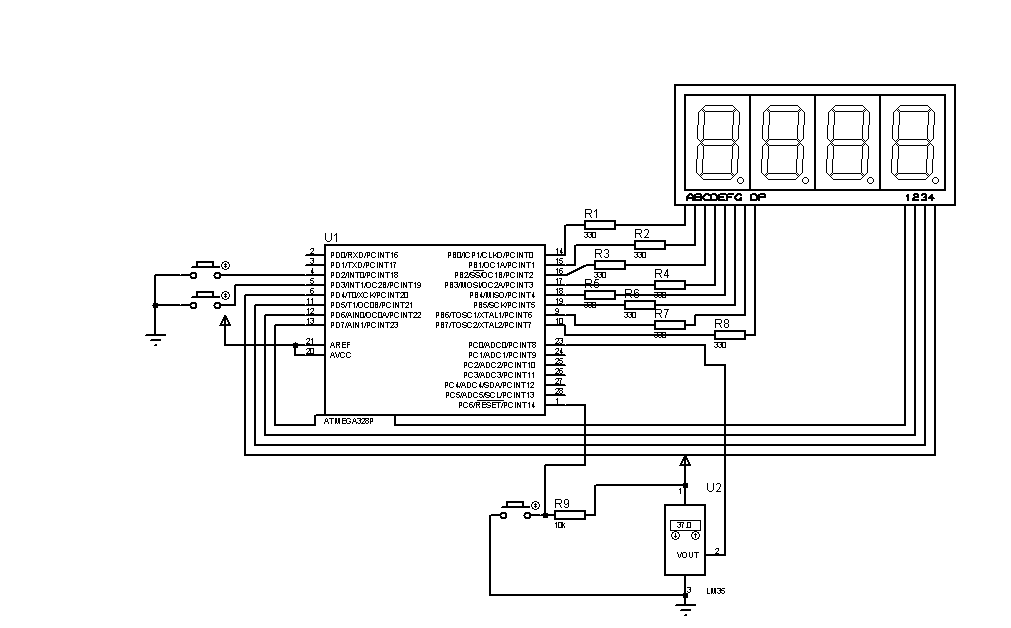 ABCDEFG DP
1234
R1
330
R2
330
R3
330
R4
330
R5
330
R6
330
R7
330
R8
330
U1
2 PD0/RXD/PCINT16
3 PD1/TXD/PCINT17
4 PD2/INT0/PCINT18
5 PD3/INT1/OC2B/PCINT19
6 PD4/T0/XCK/PCINT20
11 PD5/T1/OC0B/PCINT21
12 PD6/AIN0/OC0A/PCINT22
13 PD7/AIN1/PCINT23
21 AREF
20 AVCC
PB0/ICP1/CLKO/PCINT0 14
PB1/OC1A/PCINT1 15
PB2/SS/OC1B/PCINT2 16
PB3/MOSI/OC2A/PCINT3 17
PB4/MISO/PCINT4 18
PB5/SCK/PCINT5 19
PB6/TOSC1/XTAL1/PCINT6 9
PB7/TOSC2/XTAL2/PCINT7 10
PC0/ADC0/PCINT8 23
PC1/ADC1/PCINT9 24
PC2/ADC2/PCINT10 25
PC3/ADC3/PCINT11 26
PC4/ADC4/SDA/PCINT12 27
PC5/ADC5/SCL/PCINT13 28
PC6/RESET/PCINT14 1
ATMEGA328P
R9
10k
U2
1
37.0
VOUT 2
3
LM35